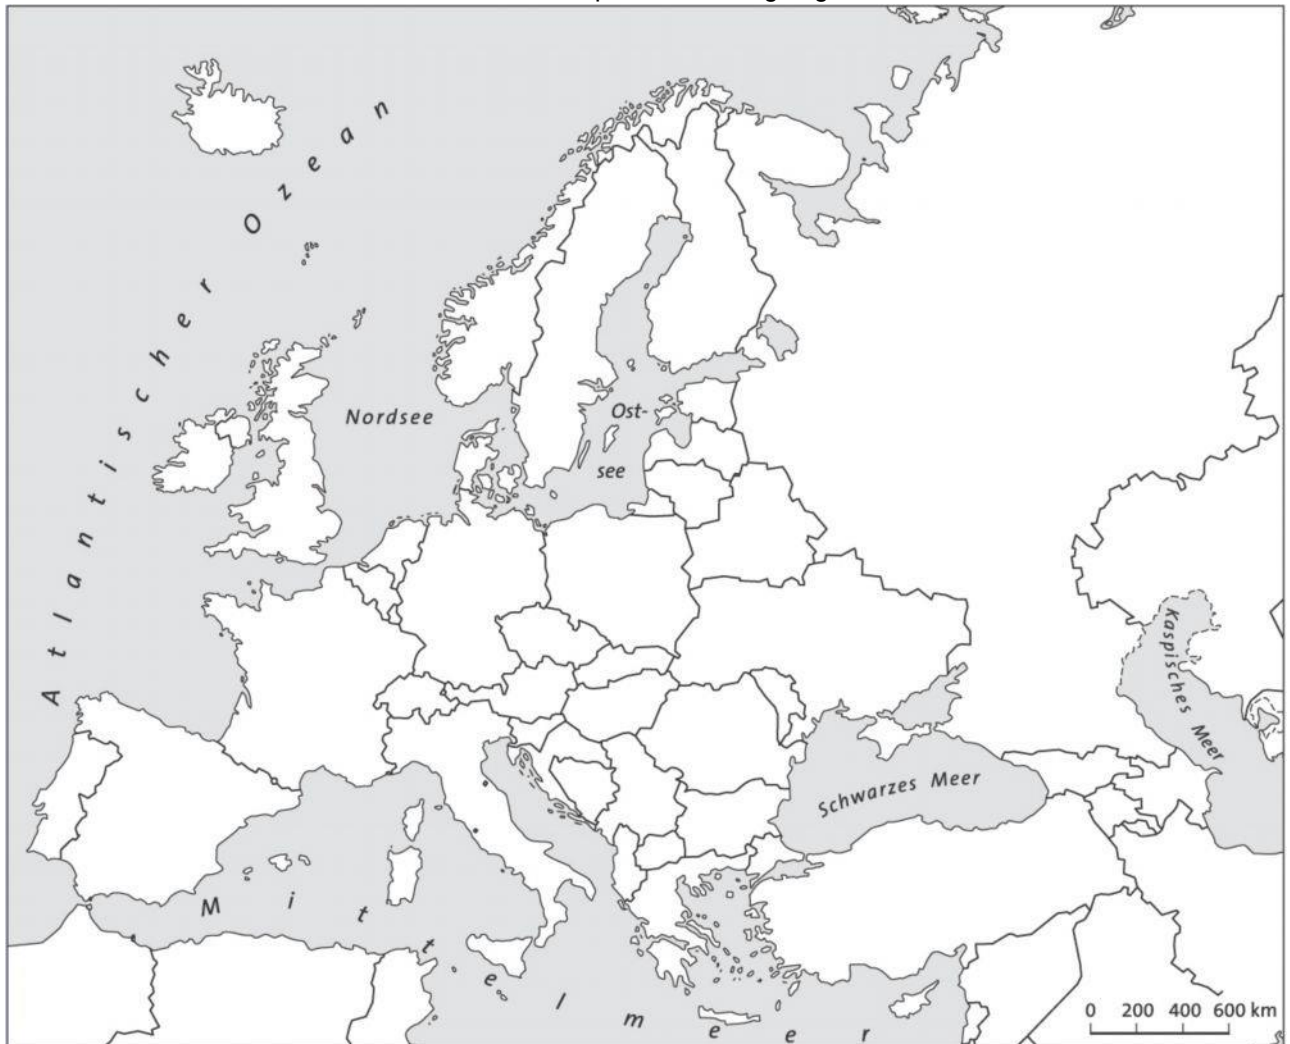 Atlantischer Ozean
Nordsee
Ost-
see
Kaspisches Meer
Schwarzes Meer
Mittelmeer
0 200 400 600 km